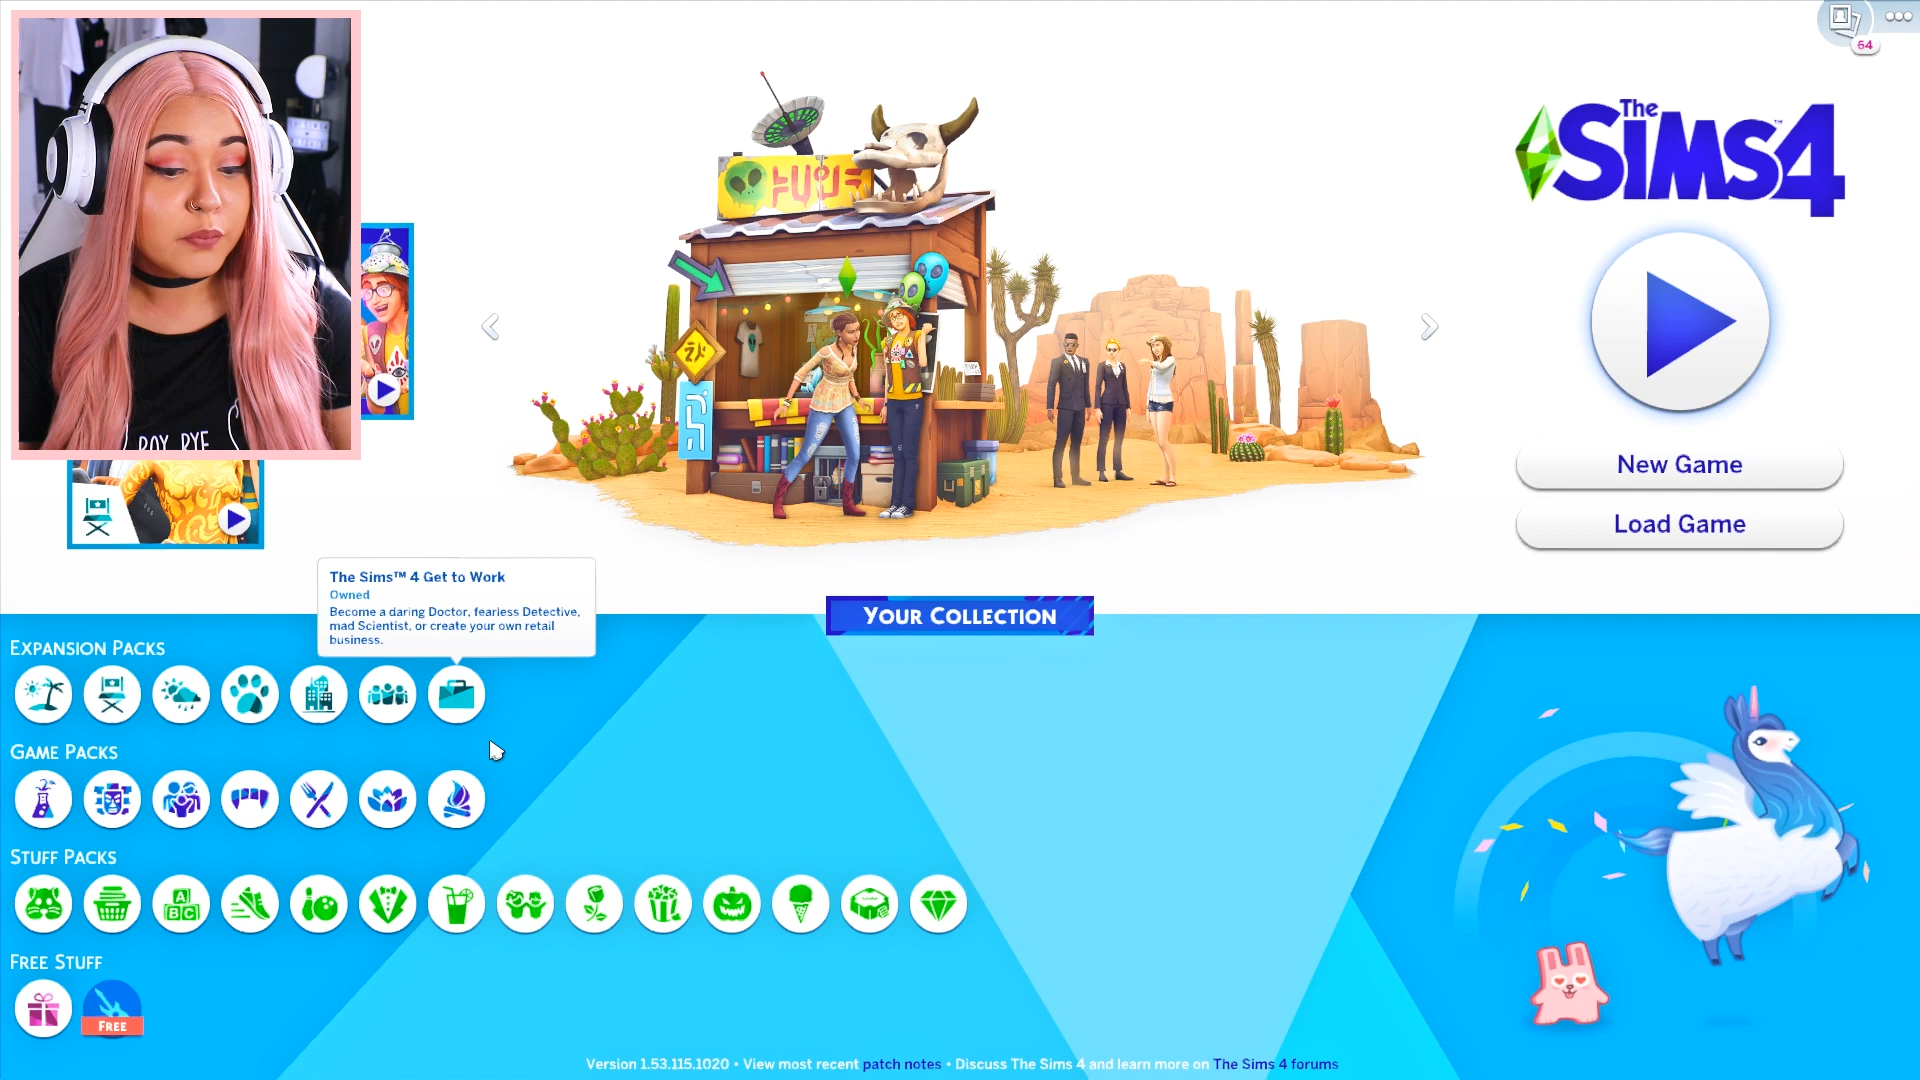 64
The
SiMS4
New Game
Load Game
The Sims™ 4 Get to Work
Owned
Become a daring Doctor, fearless Detective,
mad Scientist, or create your own retail
business.
YOUR COLLECTION
EXPANSION PACKS
GAME PACKS
STUFF PACKS
A
BC
FREE STUFF
FREE
Version 1.53.115.1020 • View most recent patch notes • Discuss The Sims 4 and learn more on The Sims 4 forums